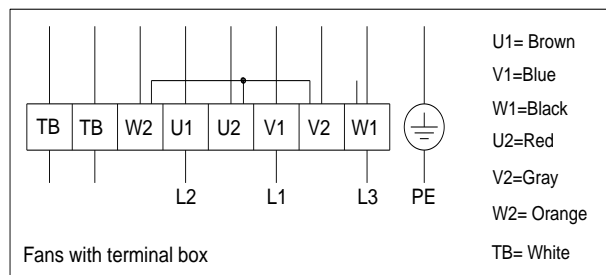 U1= Brown
V1=Blue
W1=Black
U2=Red
V2=Gray
W2= Orange
TB= White
TB TB W2 U1 U2 V1 V2 W1
L2 L1 L3 PE
Fans with terminal box